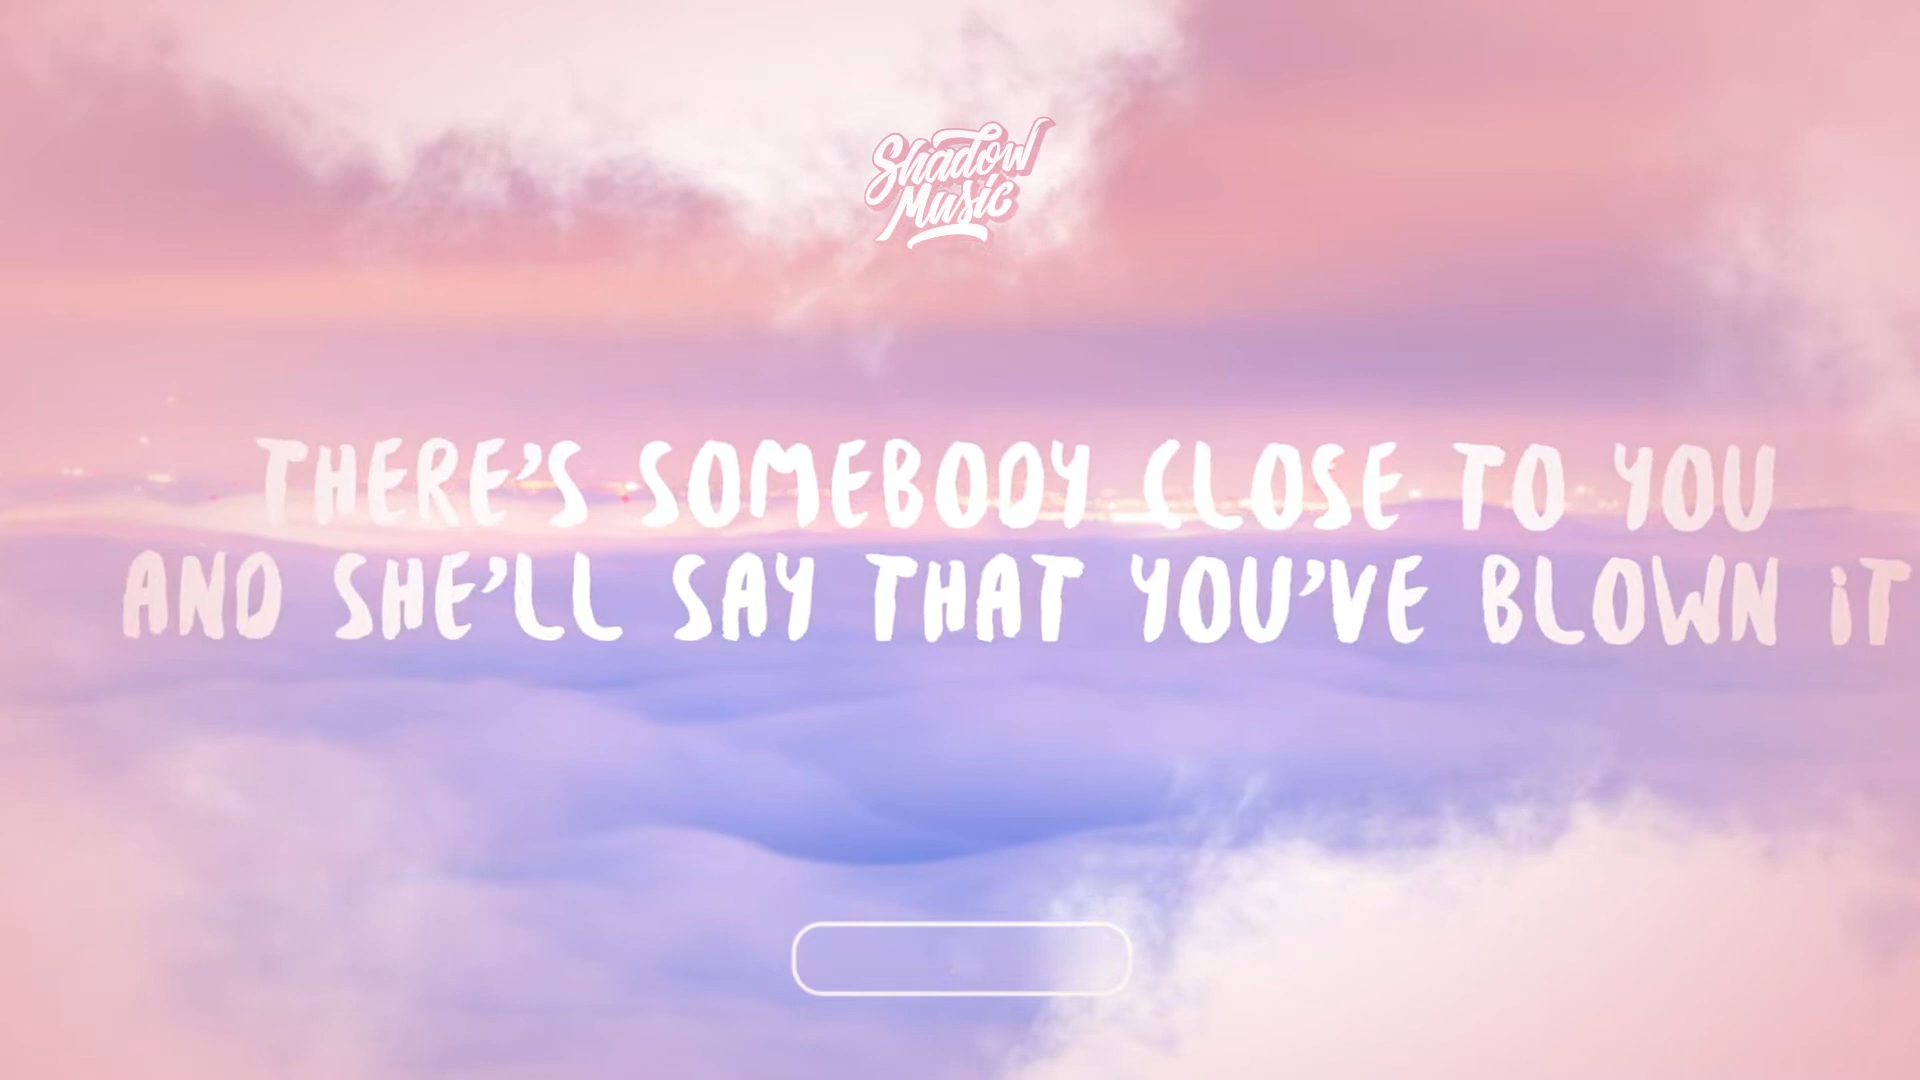 Shadow
Music
THERE'S SOMEBODY CLOSE TO YOU
AND SHE'LL SAY THAT YOU'VE BLOWN iT